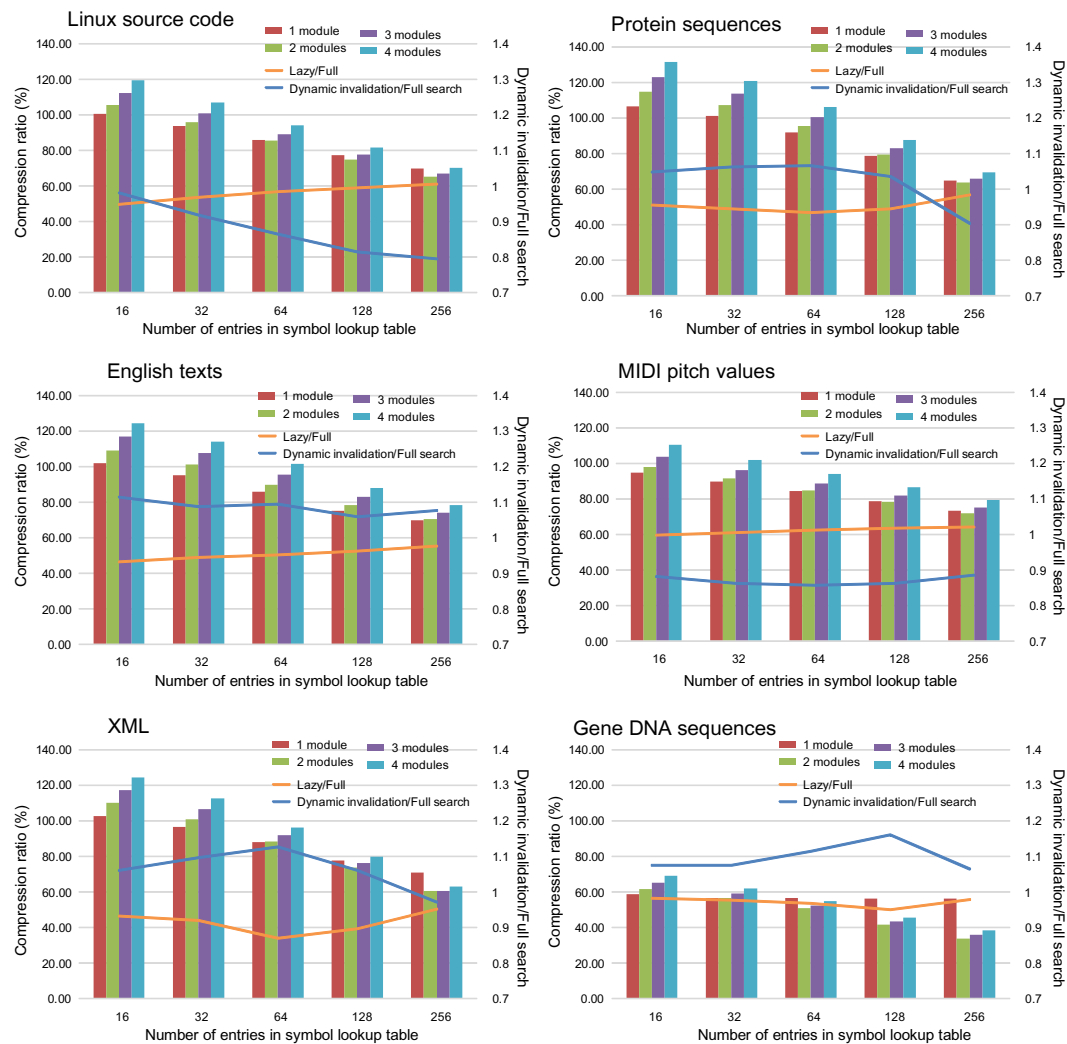 Linux source code
1 module
3 modules
2 modules
4 modules
Lazy/Full
Dynamic invalidation/Full search
Compression ratio (%)
140.00
120.00
100.00
80.00
60.00
40.00
20.00
0.00
1.4
1.3
1.2
1.1
1
0.9
0.8
0.7
Dynamic invalidation/Full search
16 32 64 128 256
Number of entries in symbol lookup table
Protein sequences
1 module
3 modules
2 modules
4 modules
Lazy/Full
Dynamic invalidation/Full search
Compression ratio (%)
140.00
120.00
100.00
80.00
60.00
40.00
20.00
0.00
1.4
1.3
1.2
1.1
1
0.9
0.8
0.7
Dynamic invalidation/Full search
16 32 64 128 256
Number of entries in symbol lookup table
English texts
1 module
3 modules
2 modules
4 modules
Lazy/Full
Dynamic invalidation/Full search
Compression ratio (%)
140.00
120.00
100.00
80.00
60.00
40.00
20.00
0.00
1.4
1.3
1.2
1.1
1
0.9
0.8
0.7
Dynamic invalidation/Full search
16 32 64 128 256
Number of entries in symbol lookup table
MIDI pitch values
1 module
3 modules
2 modules
4 modules
Lazy/Full
Dynamic invalidation/Full search
Compression ratio (%)
140.00
120.00
100.00
80.00
60.00
40.00
20.00
0.00
1.4
1.3
1.2
1.1
1
0.9
0.8
0.7
Dynamic invalidation/Full search
16 32 64 128 256
Number of entries in symbol lookup table
XML
1 module
3 modules
2 modules
4 modules
Lazy/Full
Dynamic invalidation/Full search
Compression ratio (%)
140.00
120.00
100.00
80.00
60.00
40.00
20.00
0.00
1.4
1.3
1.2
1.1
1
0.9
0.8
0.7
Dynamic invalidation/Full search
16 32 64 128 256
Number of entries in symbol lookup table
Gene DNA sequences
1 module
3 modules
2 modules
4 modules
Lazy/Full
Dynamic invalidation/Full search
Compression ratio (%)
140.00
120.00
100.00
80.00
60.00
40.00
20.00
0.00
1.4
1.3
1.2
1.1
1
0.9
0.8
0.7
Dynamic invalidation/Full search
16 32 64 128 256
Number of entries in symbol lookup table